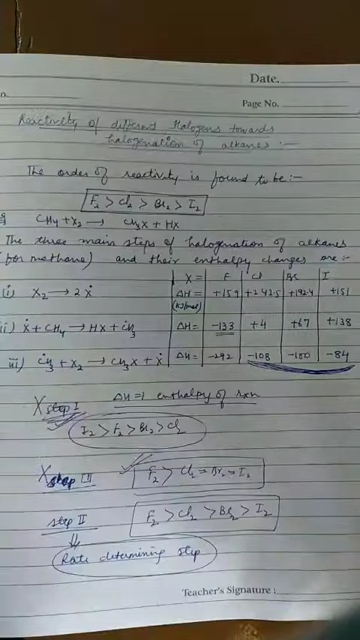 Date.
Page No.
Reactivity of different Halogens towards
halogenation of alkanes :-
The order of reactivity is found to be:-
F₂ > Cl₂ > Br₂ > I₂
CH₄ + X₂ → CH₃X + HX
The three main steps of halogenation of alkanes
(for methane) and their enthalpy changes are :-
X = F Cl Br I
(i) X₂ → 2Ẋ ΔH = +159 +242.5 +192.4 +151
(KJ/mol)
ii) Ẋ + CH₄ → HX + ĊH₃ ΔH = -133 +4 +67 +138
iii) ĊH₃ + X₂ → CH₃X + Ẋ ΔH = -292 -108 -100 -84
X step I ΔH = enthalpy of rxn
I₂ > F₂ > Br₂ > Cl₂
X step III F₂ > Cl₂ = Br₂ > I₂
step II F₂ > Cl₂ > Br₂ > I₂
⇓
Rate determining step
Teacher's Signature :